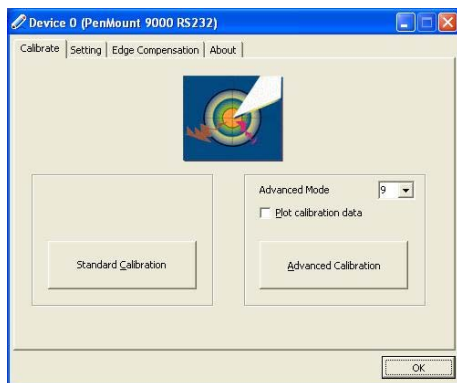 Device 0 (PenMount 9000 RS232)
Calibrate Setting Edge Compensation About
Advanced Mode 9
Plot calibration data
Standard Calibration Advanced Calibration
OK